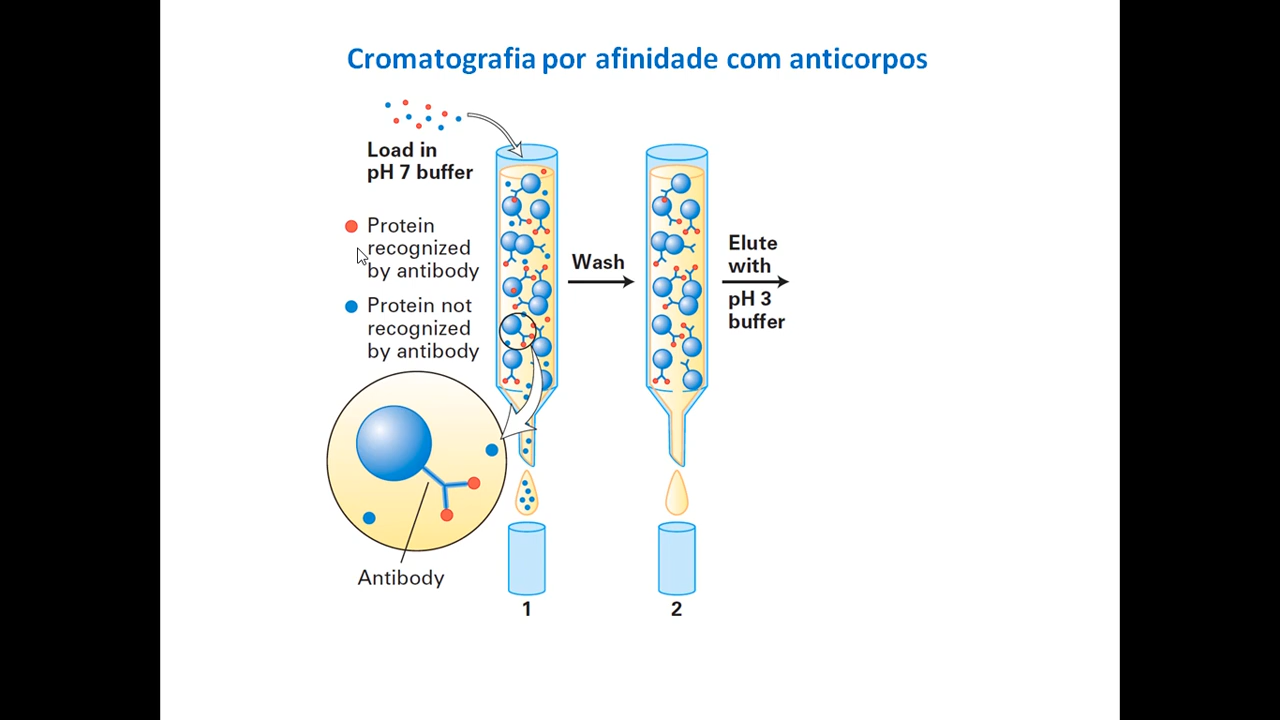 Cromatografia por afinidade com anticorpos
Load in
pH 7 buffer
Protein
recognized
by antibody
Protein not
recognized
by antibody
Antibody
Wash
Elute
with
pH 3
buffer
1
2